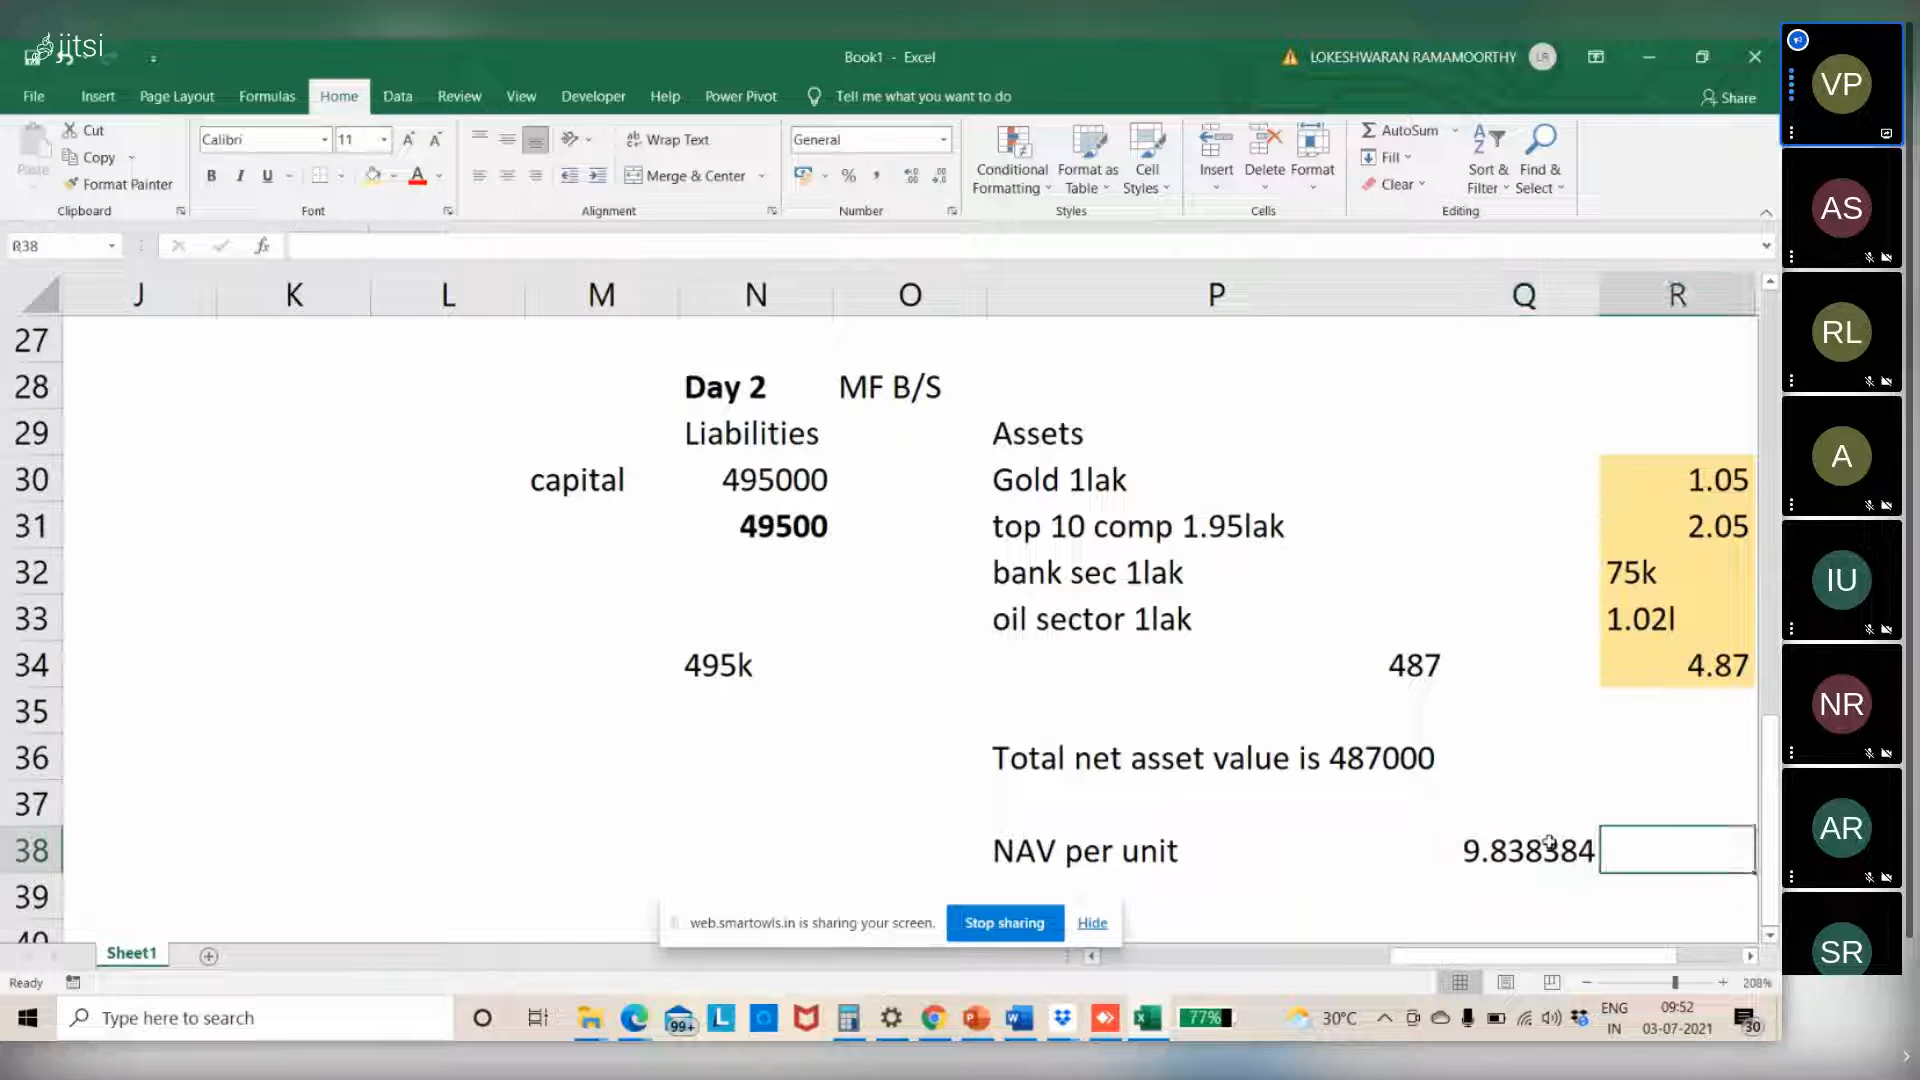 jitsi
Book1 - Excel
LOKESHWARAN RAMAMOORTHY
LR
File Insert Page Layout Formulas Home Data Review View Developer Help Power Pivot Tell me what you want to do
Share
Paste
Cut
Copy
Format Painter
Clipboard
Calibri 11
B I U
Font
Wrap Text
Merge & Center
Alignment
General
Number
Conditional Formatting
Format as Table
Cell Styles
Styles
Insert Delete Format
Cells
AutoSum
Fill
Clear
Sort & Filter
Find & Select
Editing
R38
fx
J K L M N O P Q R
27
28 Day 2 MF B/S
29 Liabilities Assets
30 capital 495000 Gold 1lak 1.05
31 49500 top 10 comp 1.95lak 2.05
32 bank sec 1lak 75k
33 oil sector 1lak 1.02l
34 495k 487 4.87
35
36 Total net asset value is 487000
37
38 NAV per unit 9.838384
39
40
web.smartowls.in is sharing your screen. Stop sharing Hide
Sheet1
Ready
208%
Type here to search
99+
77%
30°C
ENG
IN
09:52
03-07-2021
30
VP
AS
RL
A
IU
NR
AR
SR